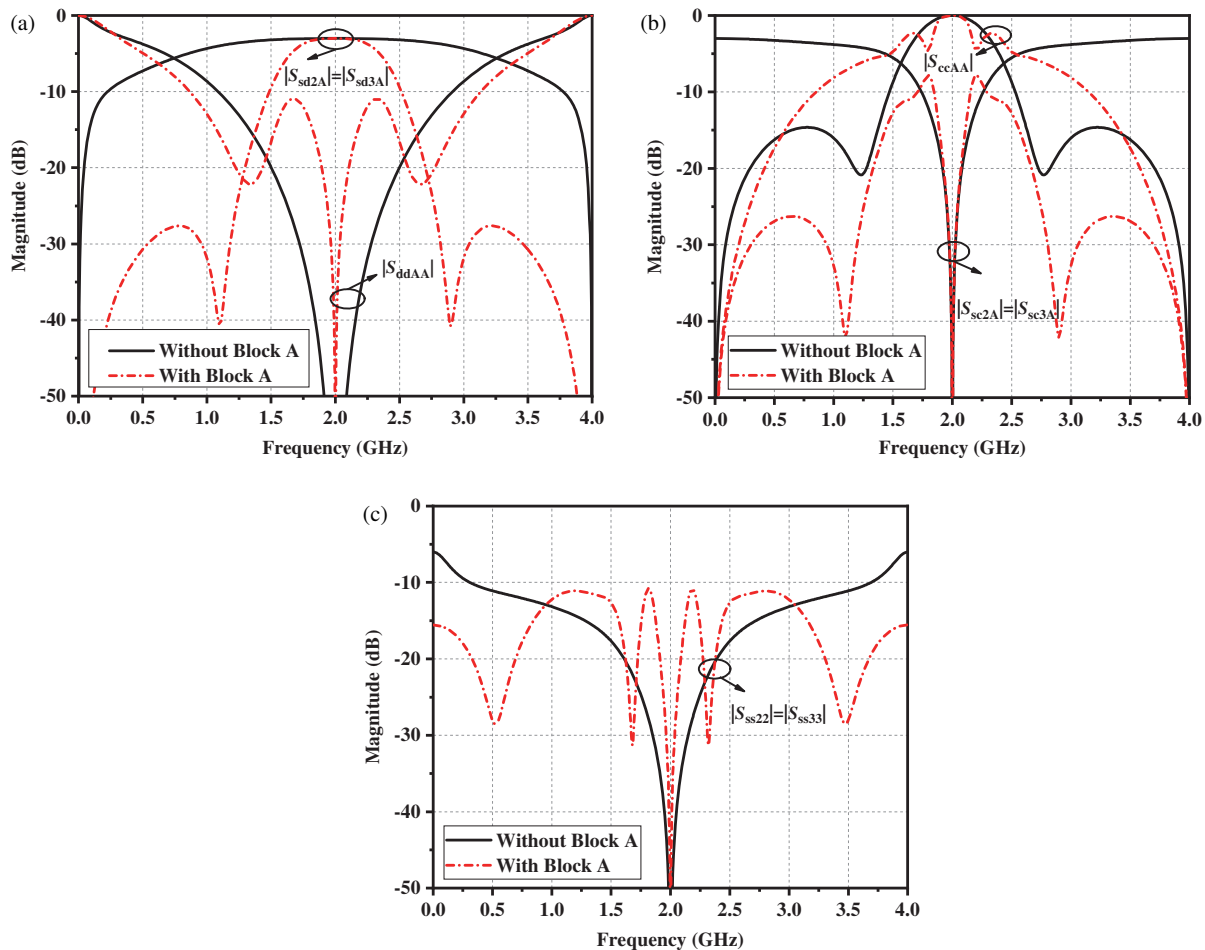 (a)
0
-10
-20
-30
-40
-50
Magnitude (dB)
|Ssd2A|=|Ssd3A|
|SddAA|
Without Block A
With Block A
0.0 0.5 1.0 1.5 2.0 2.5 3.0 3.5 4.0
Frequency (GHz)
(b)
0
-10
-20
-30
-40
-50
Magnitude (dB)
|SccAA|
|Ssc2A|=|Ssc3A|
Without Block A
With Block A
0.0 0.5 1.0 1.5 2.0 2.5 3.0 3.5 4.0
Frequency (GHz)
(c)
0
-10
-20
-30
-40
-50
Magnitude (dB)
|Sss22|=|Sss33|
Without Block A
With Block A
0.0 0.5 1.0 1.5 2.0 2.5 3.0 3.5 4.0
Frequency (GHz)